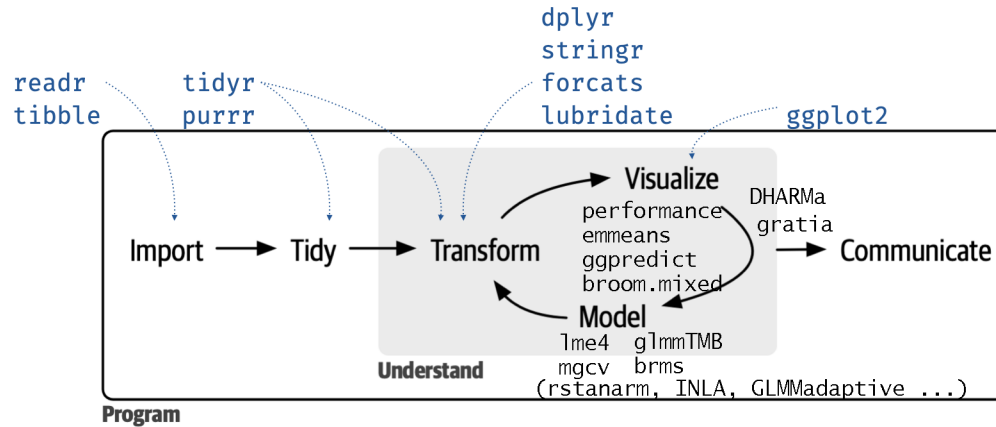 dplyr
stringr
readr
tidyr
forcats
tibble
purrr
lubridate
ggplot2
Visualize
DHARMa
performance
gratia
Import
Tidy
Transform
emmeans
Communicate
ggpredict
broom.mixed
Model
lme4 glmmTMB
Understand
mgcv brms
(rstanarm, INLA, GLMMadaptive ...)
Program